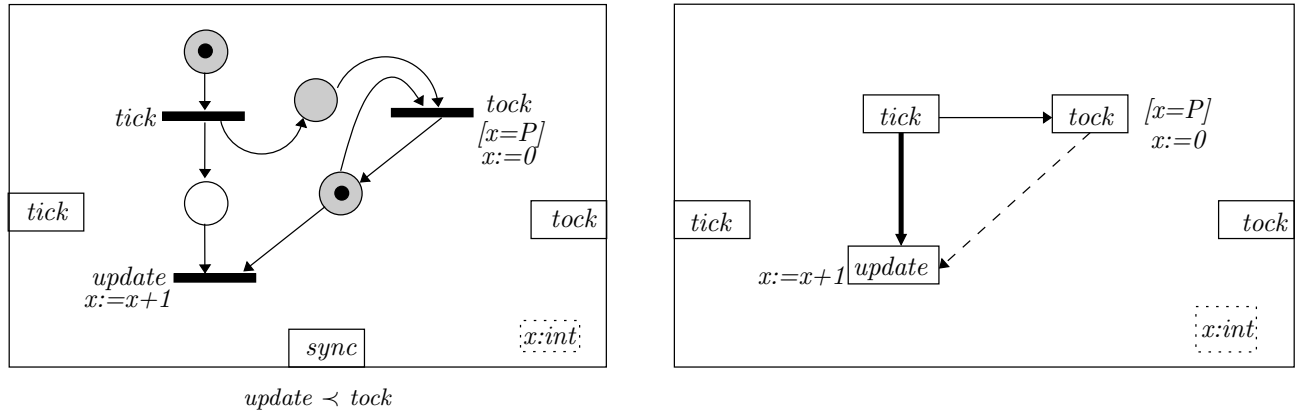 tick
tock
[x=P]
x:=0
tick
tock
update
x:=x+1
sync
x:int
update ≺ tock
tick
tock
[x=P]
x:=0
tick
tock
x:=x+1
update
x:int